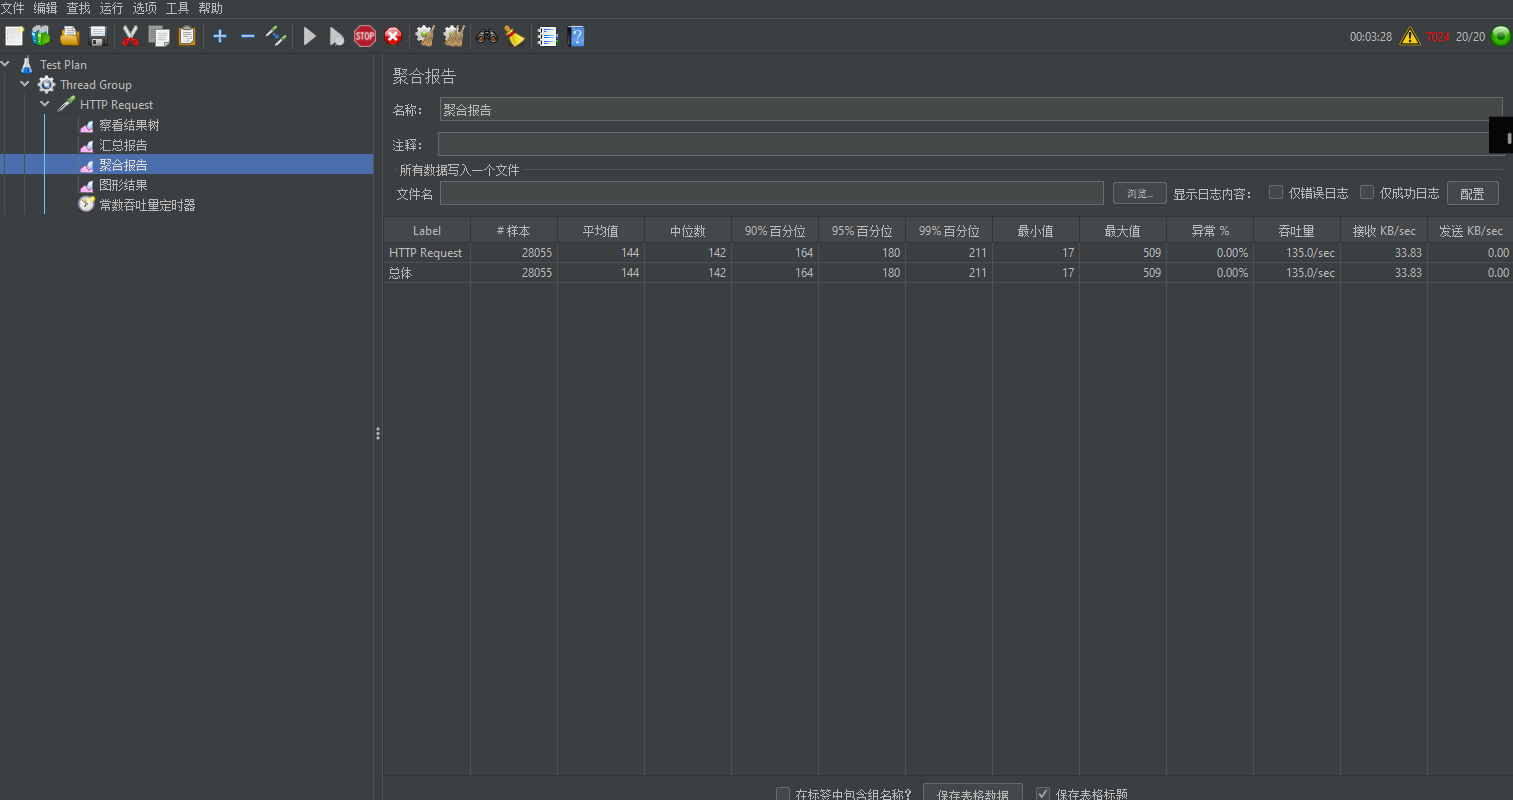 文件 编辑 查找 运行 选项 工具 帮助
STOP 00:03:28 7024 20/20
Test Plan
Thread Group
HTTP Request
察看结果树
汇总报告
聚合报告
图形结果
常数吞吐量定时器
聚合报告
名称： 聚合报告
注释：
所有数据写入一个文件
文件名 浏览... 显示日志内容： 仅错误日志 仅成功日志 配置
Label # 样本 平均值 中位数 90% 百分位 95% 百分位 99% 百分位 最小值 最大值 异常 % 吞吐量 接收 KB/sec 发送 KB/sec
HTTP Request 28055 144 142 164 180 211 17 509 0.00% 135.0/sec 33.83 0.00
总体 28055 144 142 164 180 211 17 509 0.00% 135.0/sec 33.83 0.00
在标签中包含组名称？ 保存表格数据 保存表格标题